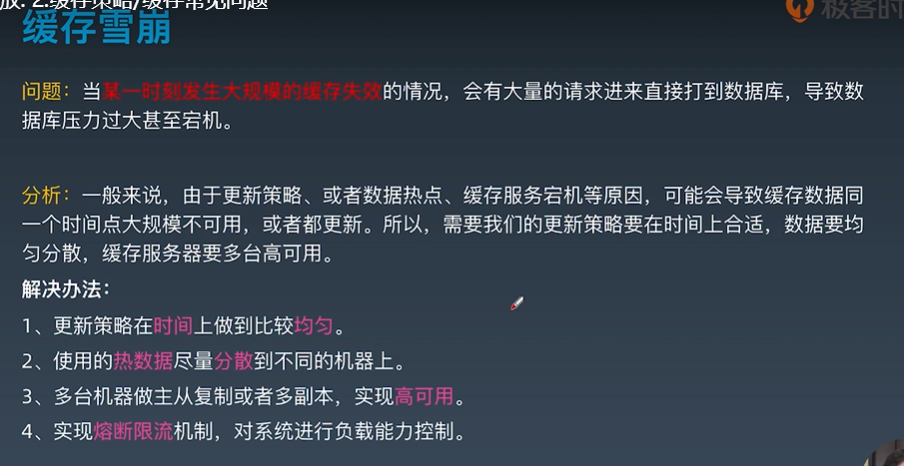 放: 2.缓存策略/缓存常见问题
极客时
缓存雪崩
问题：当某一时刻发生大规模的缓存失效的情况，会有大量的请求进来直接打到数据库，导致数
据库压力过大甚至宕机。
分析：一般来说，由于更新策略、或者数据热点、缓存服务宕机等原因，可能会导致缓存数据同
一个时间点大规模不可用，或者都更新。所以，需要我们的更新策略要在时间上合适，数据要均
匀分散，缓存服务器要多台高可用。
解决办法：
1、更新策略在时间上做到比较均匀。
2、使用的热数据尽量分散到不同的机器上。
3、多台机器做主从复制或者多副本，实现高可用。
4、实现熔断限流机制，对系统进行负载能力控制。